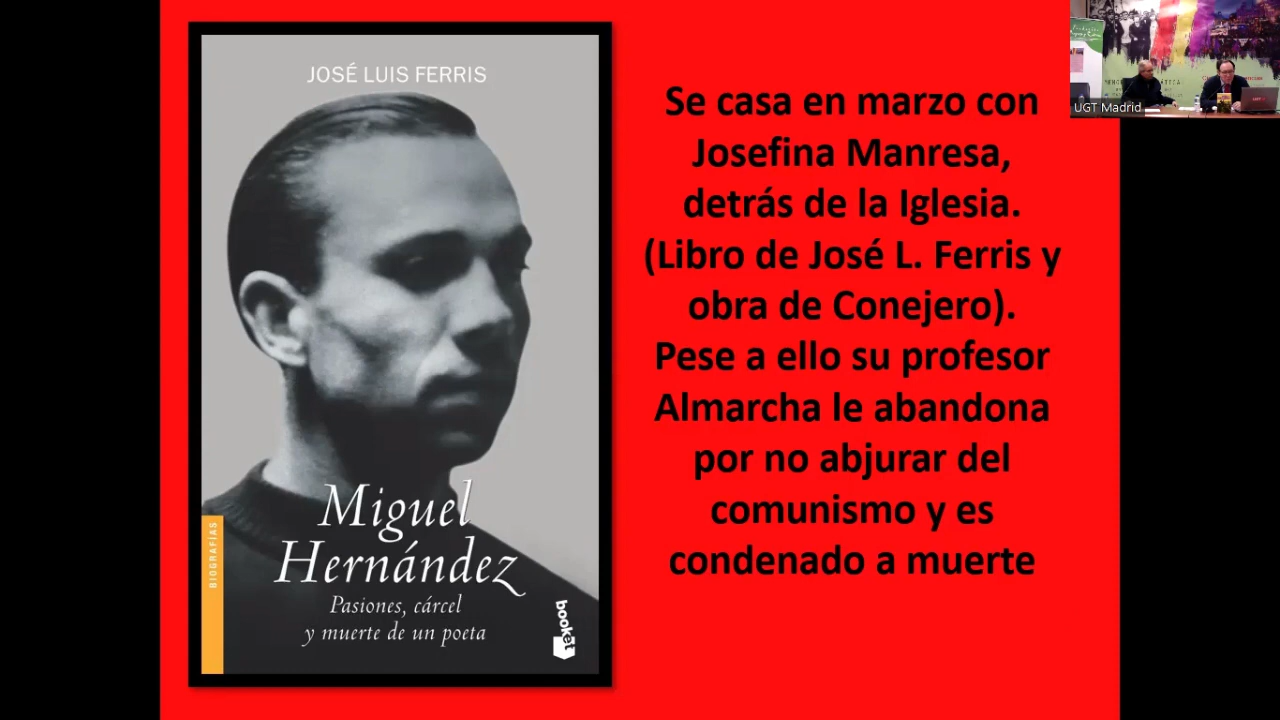 JOSÉ LUIS FERRIS
Miguel
Hernández
Pasiones, cárcel
y muerte de un poeta
BIOGRAFÍAS
booket
Se casa en marzo con
Josefina Manresa,
detrás de la Iglesia.
(Libro de José L. Ferris y
obra de Conejero).
Pese a ello su profesor
Almarcha le abandona
por no abjurar del
comunismo y es
condenado a muerte
UGT Madrid